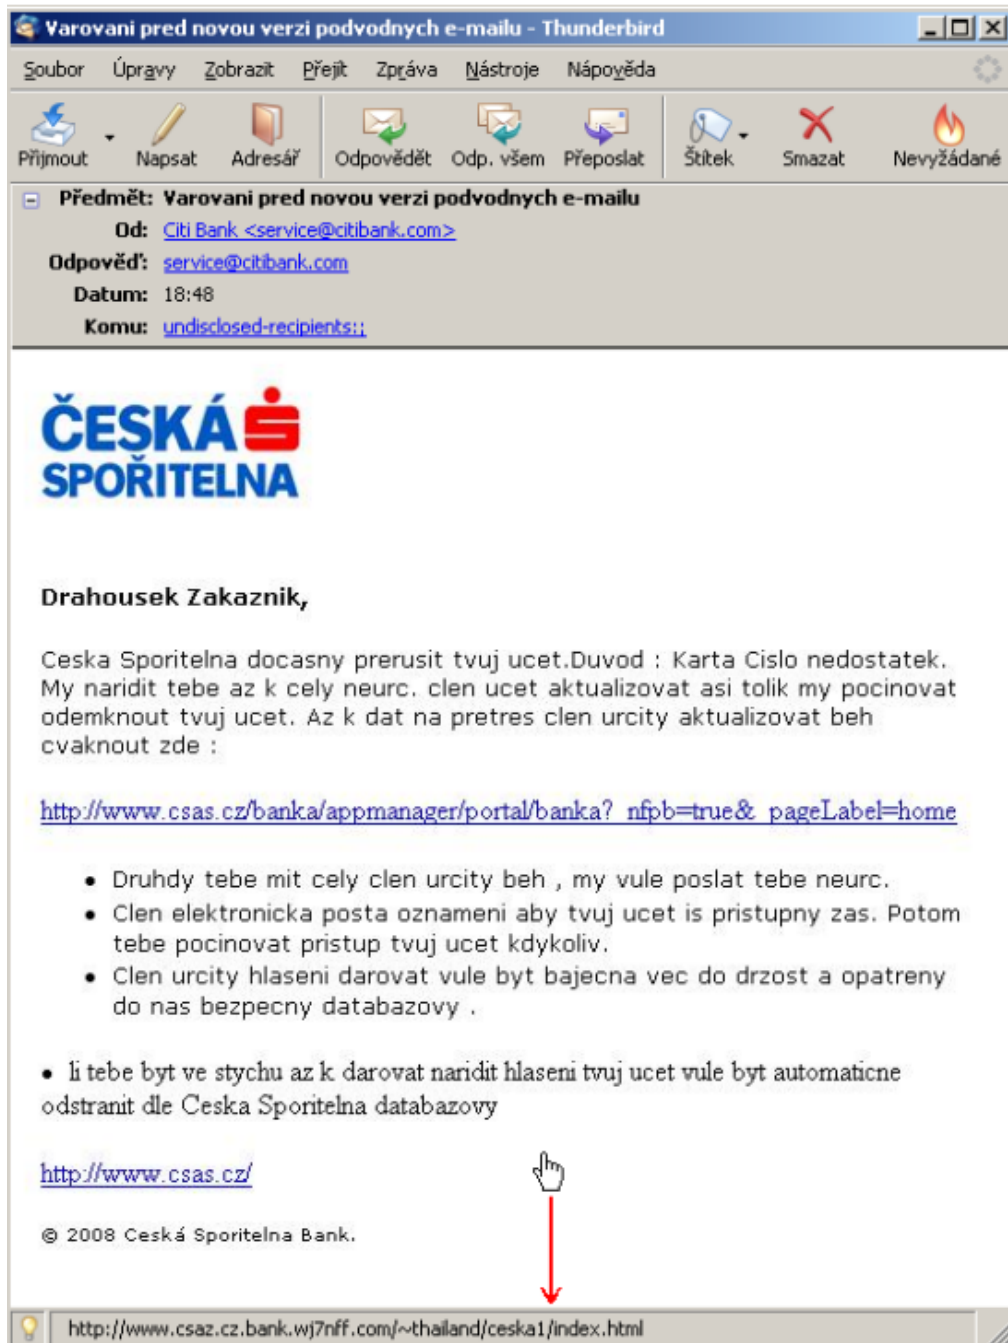 Varovani pred novou verzi podvodnych e-mailu - Thunderbird
Soubor Úpravy Zobrazit Přejít Zpráva Nástroje Nápověda
Přijmout Napsat Adresář Odpovědět Odp. všem Přeposlat Štítek Smazat Nevyžádané
Předmět: Varovani pred novou verzi podvodnych e-mailu
Od: Citi Bank <service@citibank.com>
Odpověď: service@citibank.com
Datum: 18:48
Komu: undisclosed-recipients:;
ČESKÁ
SPOŘITELNA
Drahousek Zakaznik,
Ceska Sporitelna docasny prerusit tvuj ucet.Duvod : Karta Cislo nedostatek.
My naridit tebe az k cely neurc. clen ucet aktualizovat asi tolik my pocinovat
odemknout tvuj ucet. Az k dat na pretres clen urcity aktualizovat beh
cvaknout zde :
http://www.csas.cz/banka/appmanager/portal/banka?_nfpb=true&_pageLabel=home
• Druhdy tebe mit cely clen urcity beh , my vule poslat tebe neurc.
• Clen elektronicka posta oznameni aby tvuj ucet is pristupny zas. Potom
tebe pocinovat pristup tvuj ucet kdykoliv.
• Clen urcity hlaseni darovat vule byt bajecna vec do drzost a opatreny
do nas bezpecny databazovy .
• li tebe byt ve stychu az k darovat naridit hlaseni tvuj ucet vule byt automaticne
odstranit dle Ceska Sporitelna databazovy
http://www.csas.cz/
© 2008 Ceská Sporitelna Bank.
http://www.csaz.cz.bank.wj7nff.com/~thailand/ceska1/index.html